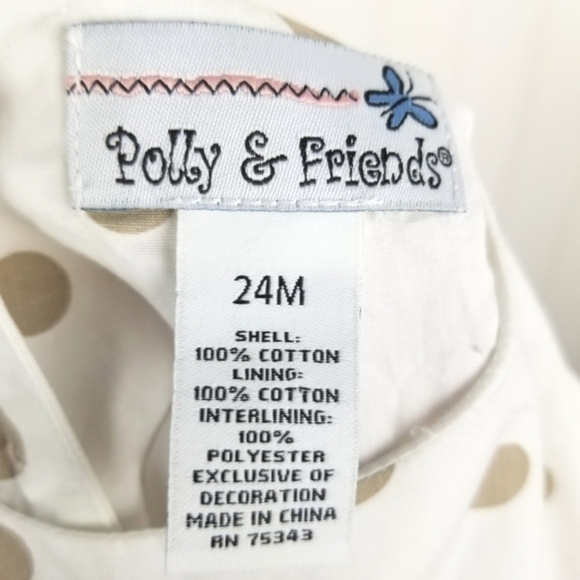 Polly & Friends®
24M
SHELL:
100% COTTON
LINING:
100% COTTON
INTERLINING:
100%
POLYESTER
EXCLUSIVE OF
DECORATION
MADE IN CHINA
RN 75343